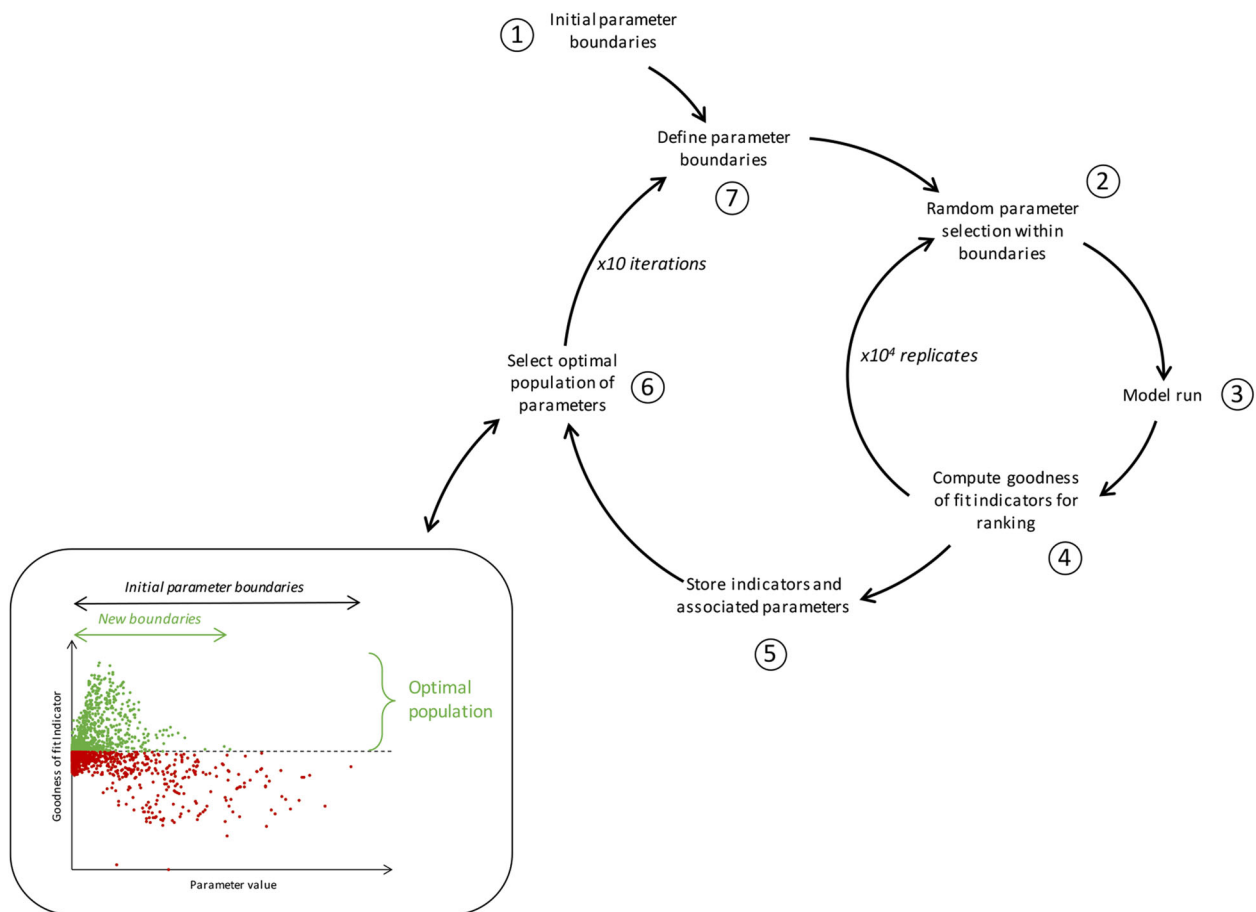 1
Initial parameter
boundaries
Define parameter
boundaries
7
2
Ramdom parameter
selection within
boundaries
x10 iterations
x10⁴ replicates
Select optimal
population of
parameters
6
Model run
3
Compute goodness
of fit indicators for
ranking
4
Store indicators and
associated parameters
5
Initial parameter boundaries
New boundaries
Optimal
population
Goodness of fit Indicator
Parameter value